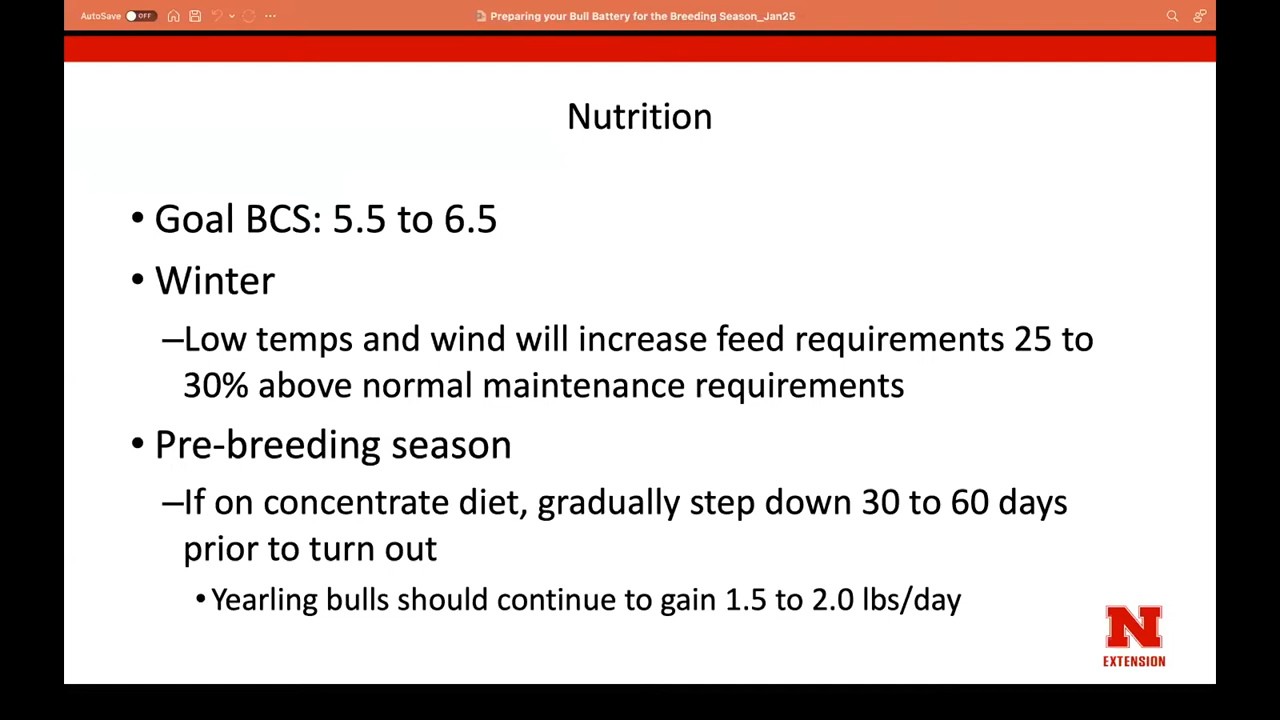 AutoSave OFF
Preparing your Bull Battery for the Breeding Season_Jan25
Nutrition
• Goal BCS: 5.5 to 6.5
• Winter
–Low temps and wind will increase feed requirements 25 to
30% above normal maintenance requirements
• Pre-breeding season
–If on concentrate diet, gradually step down 30 to 60 days
prior to turn out
• Yearling bulls should continue to gain 1.5 to 2.0 lbs/day
N
EXTENSION